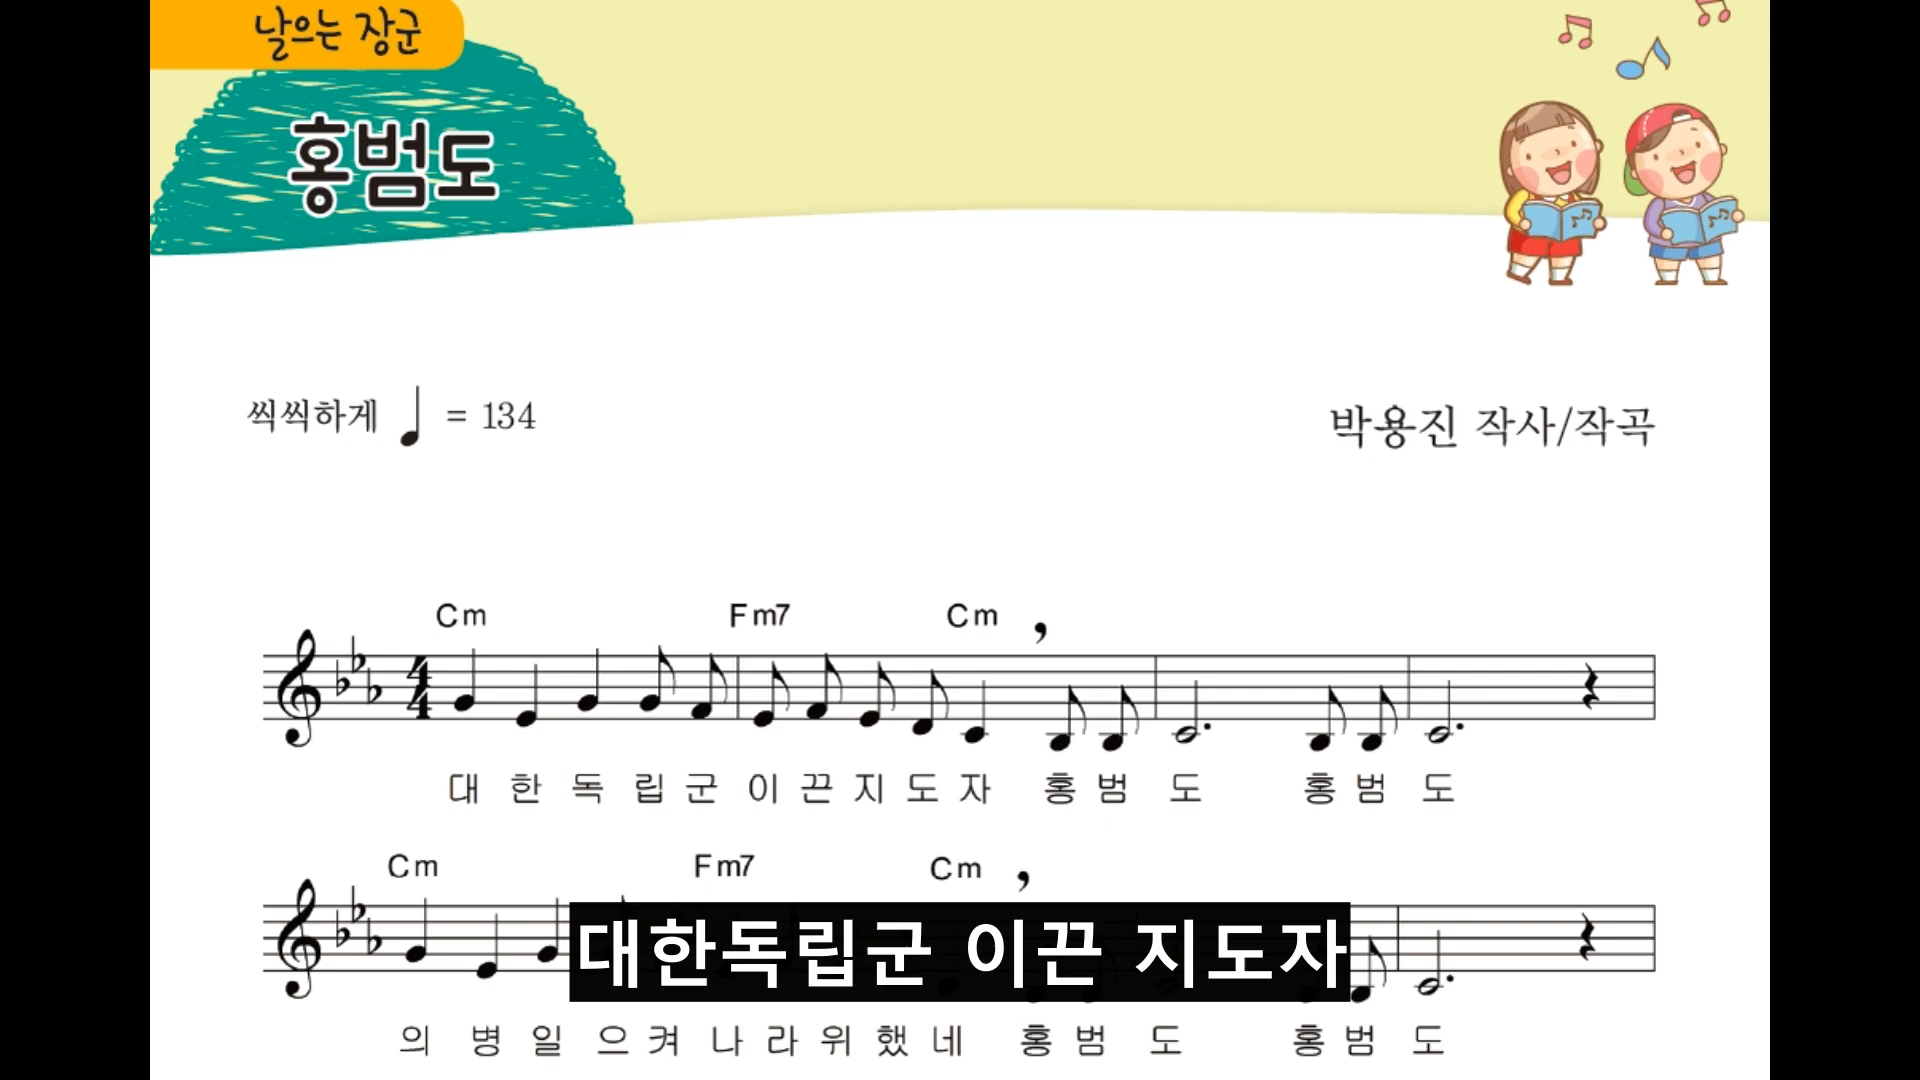 날으는 장군
홍범도
씩씩하게 = 134
박용진 작사/작곡
Cm Fm7 Cm
대 한 독 립 군 이 끈 지 도 자 홍 범 도 홍 범 도
Cm Fm7 Cm
대한독립군 이끈 지도자
의 병 일 으 켜 나 라 위 했 네 홍 범 도 홍 범 도